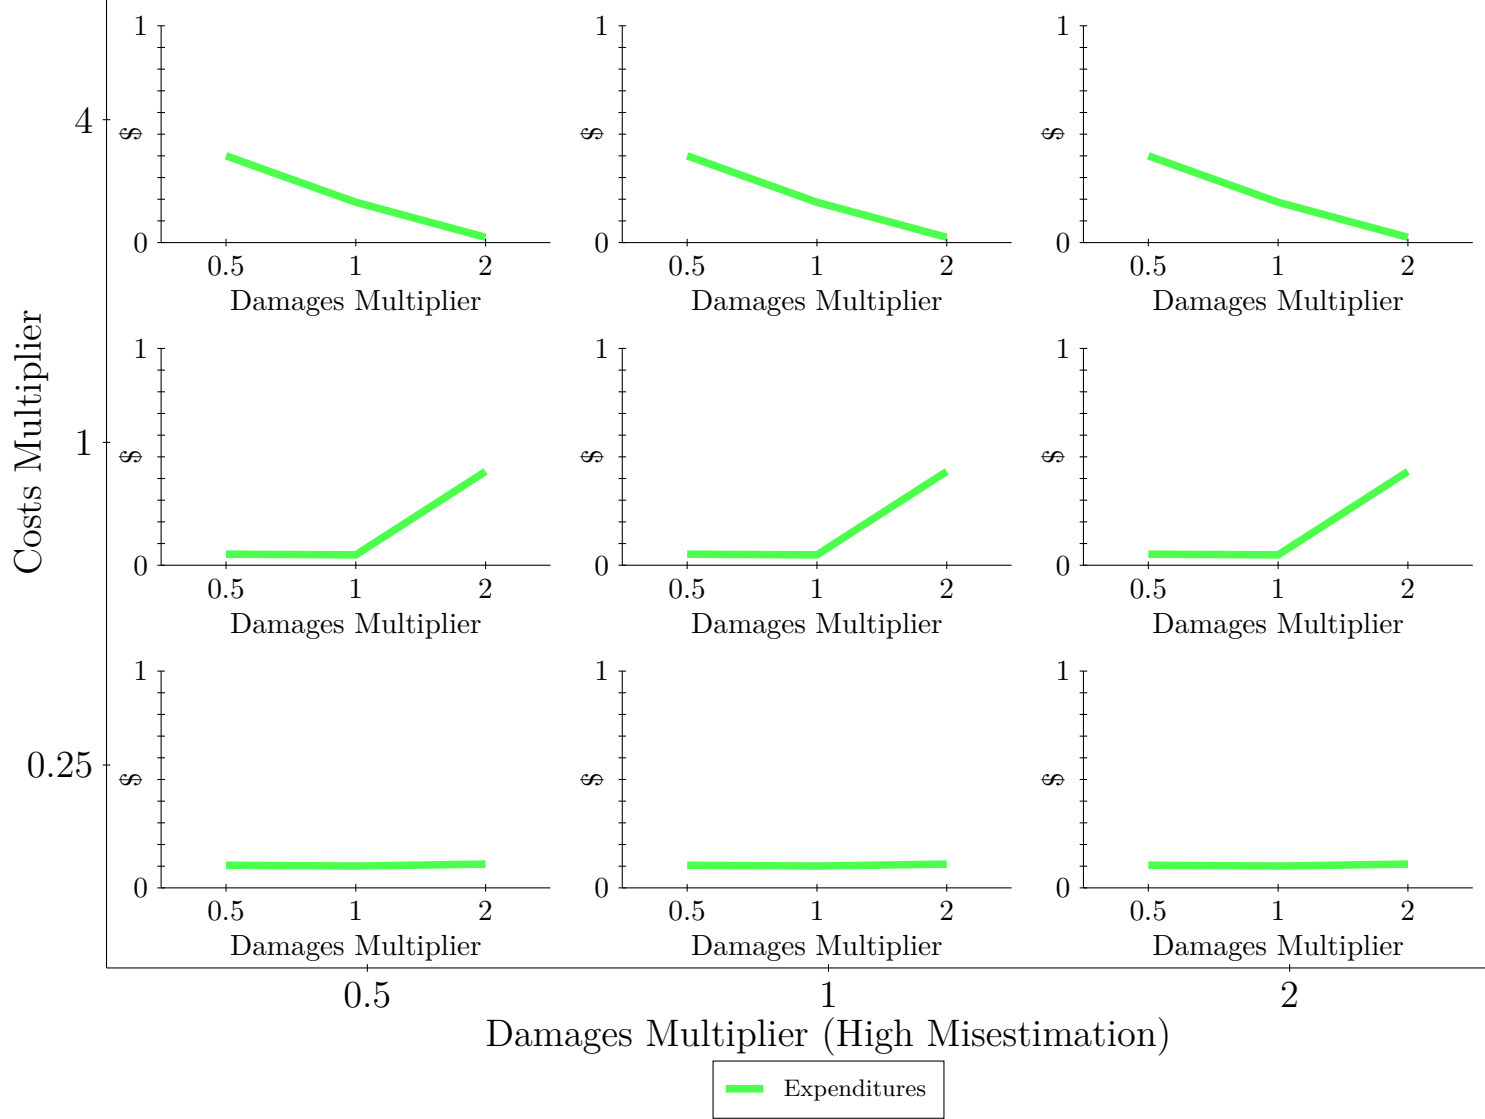 1 1 1
4 $ $ $
0 0 0
0.5 1 2 0.5 1 2 0.5 1 2
Damages Multiplier Damages Multiplier Damages Multiplier
Costs Multiplier
1 1 1
1 $ $ $
0 0 0
0.5 1 2 0.5 1 2 0.5 1 2
Damages Multiplier Damages Multiplier Damages Multiplier
1 1 1
0.25 $ $ $
0 0 0
0.5 1 2 0.5 1 2 0.5 1 2
Damages Multiplier Damages Multiplier Damages Multiplier
0.5 1 2
Damages Multiplier (High Misestimation)
Expenditures